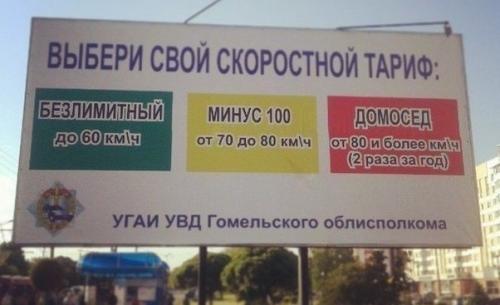 ВЫБЕРИ СВОЙ СКОРОСТНОЙ ТАРИФ:
БЕЗЛИМИТНЫЙ
до 60 км\ч
МИНУС 100
от 70 до 80 км\ч
ДОМОСЕД
от 80 и более км\ч
(2 раза за год)
УГАИ УВД Гомельского облисполкома